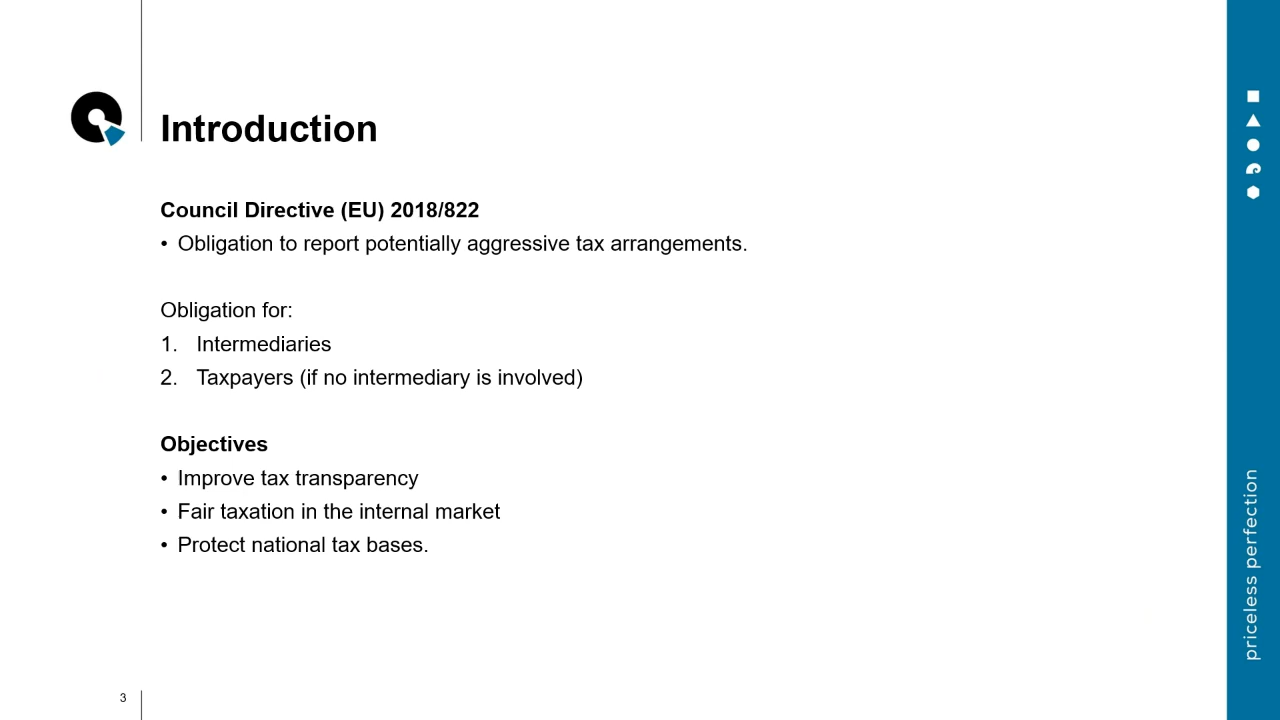 Introduction
Council Directive (EU) 2018/822
• Obligation to report potentially aggressive tax arrangements.
Obligation for:
1. Intermediaries
2. Taxpayers (if no intermediary is involved)
Objectives
• Improve tax transparency
• Fair taxation in the internal market
• Protect national tax bases.
priceless perfection
3